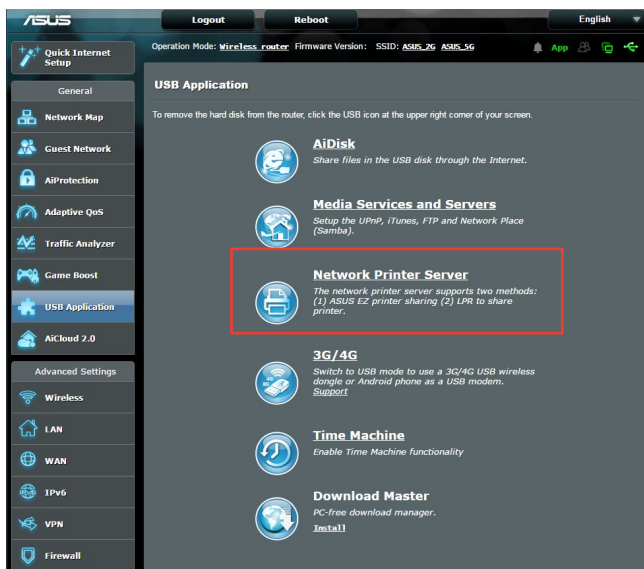 ASUS
Logout
Reboot
English
Quick Internet
Setup
Operation Mode: Wireless router Firmware Version: SSID: ASUS_2G ASUS_5G
App
General
Network Map
Guest Network
AiProtection
Adaptive QoS
Traffic Analyzer
Game Boost
USB Application
AiCloud 2.0
Advanced Settings
Wireless
LAN
WAN
IPv6
VPN
Firewall
USB Application
To remove the hard disk from the router, click the USB icon at the upper right corner of your screen.
AiDisk
Share files in the USB disk through the Internet.
Media Services and Servers
Setup the UPnP, iTunes, FTP and Network Place
(Samba).
Network Printer Server
The network printer server supports two methods:
(1) ASUS EZ printer sharing (2) LPR to share
printer.
3G/4G
Switch to USB mode to use a 3G/4G USB wireless
dongle or Android phone as a USB modem.
Support
Time Machine
Enable Time Machine functionality
Download Master
PC-free download manager.
Install